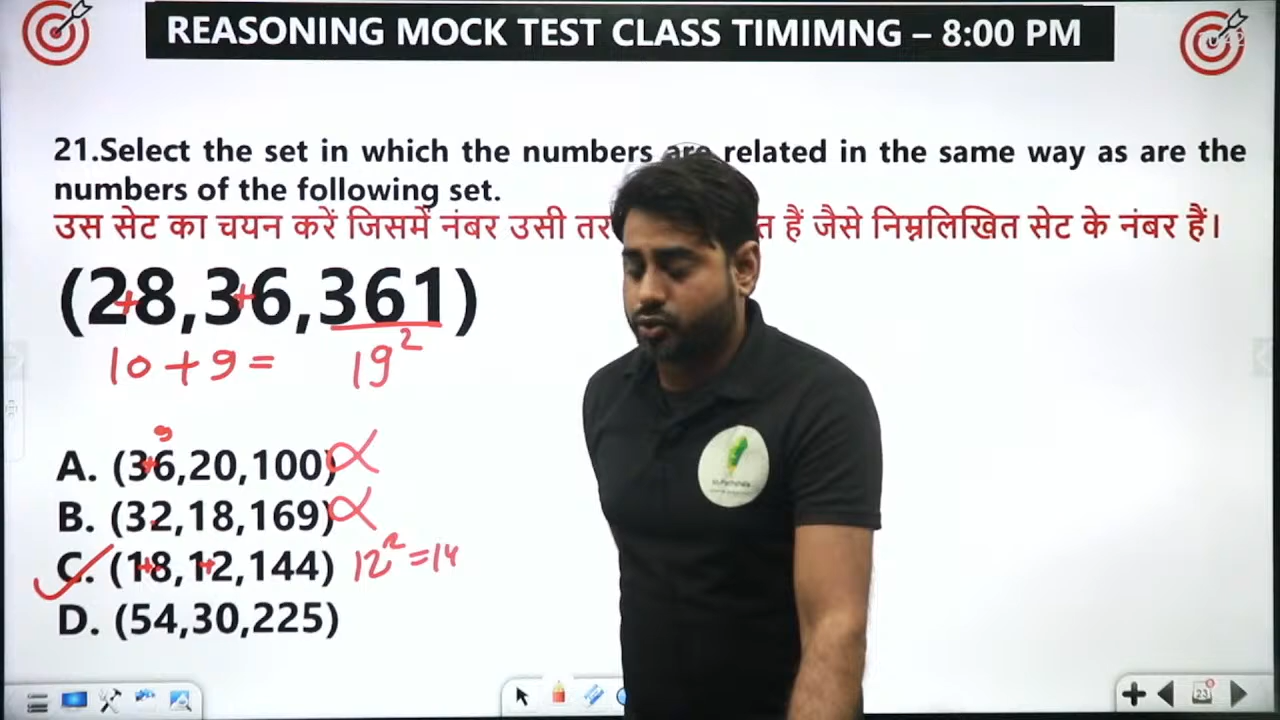 REASONING MOCK TEST CLASS TIMIMNG – 8:00 PM
21.Select the set in which the numbers are related in the same way as are the
numbers of the following set.
उस सेट का चयन करें जिसमें नंबर उसी हैं जैसे निम्नलिखित सेट के नंबर हैं।
(28,36,361)
10 + 9 = 19²
9
A. (36,20,100)
B. (32,18,169)
C. (18,12,144) 12² = 14
D. (54,30,225)
23